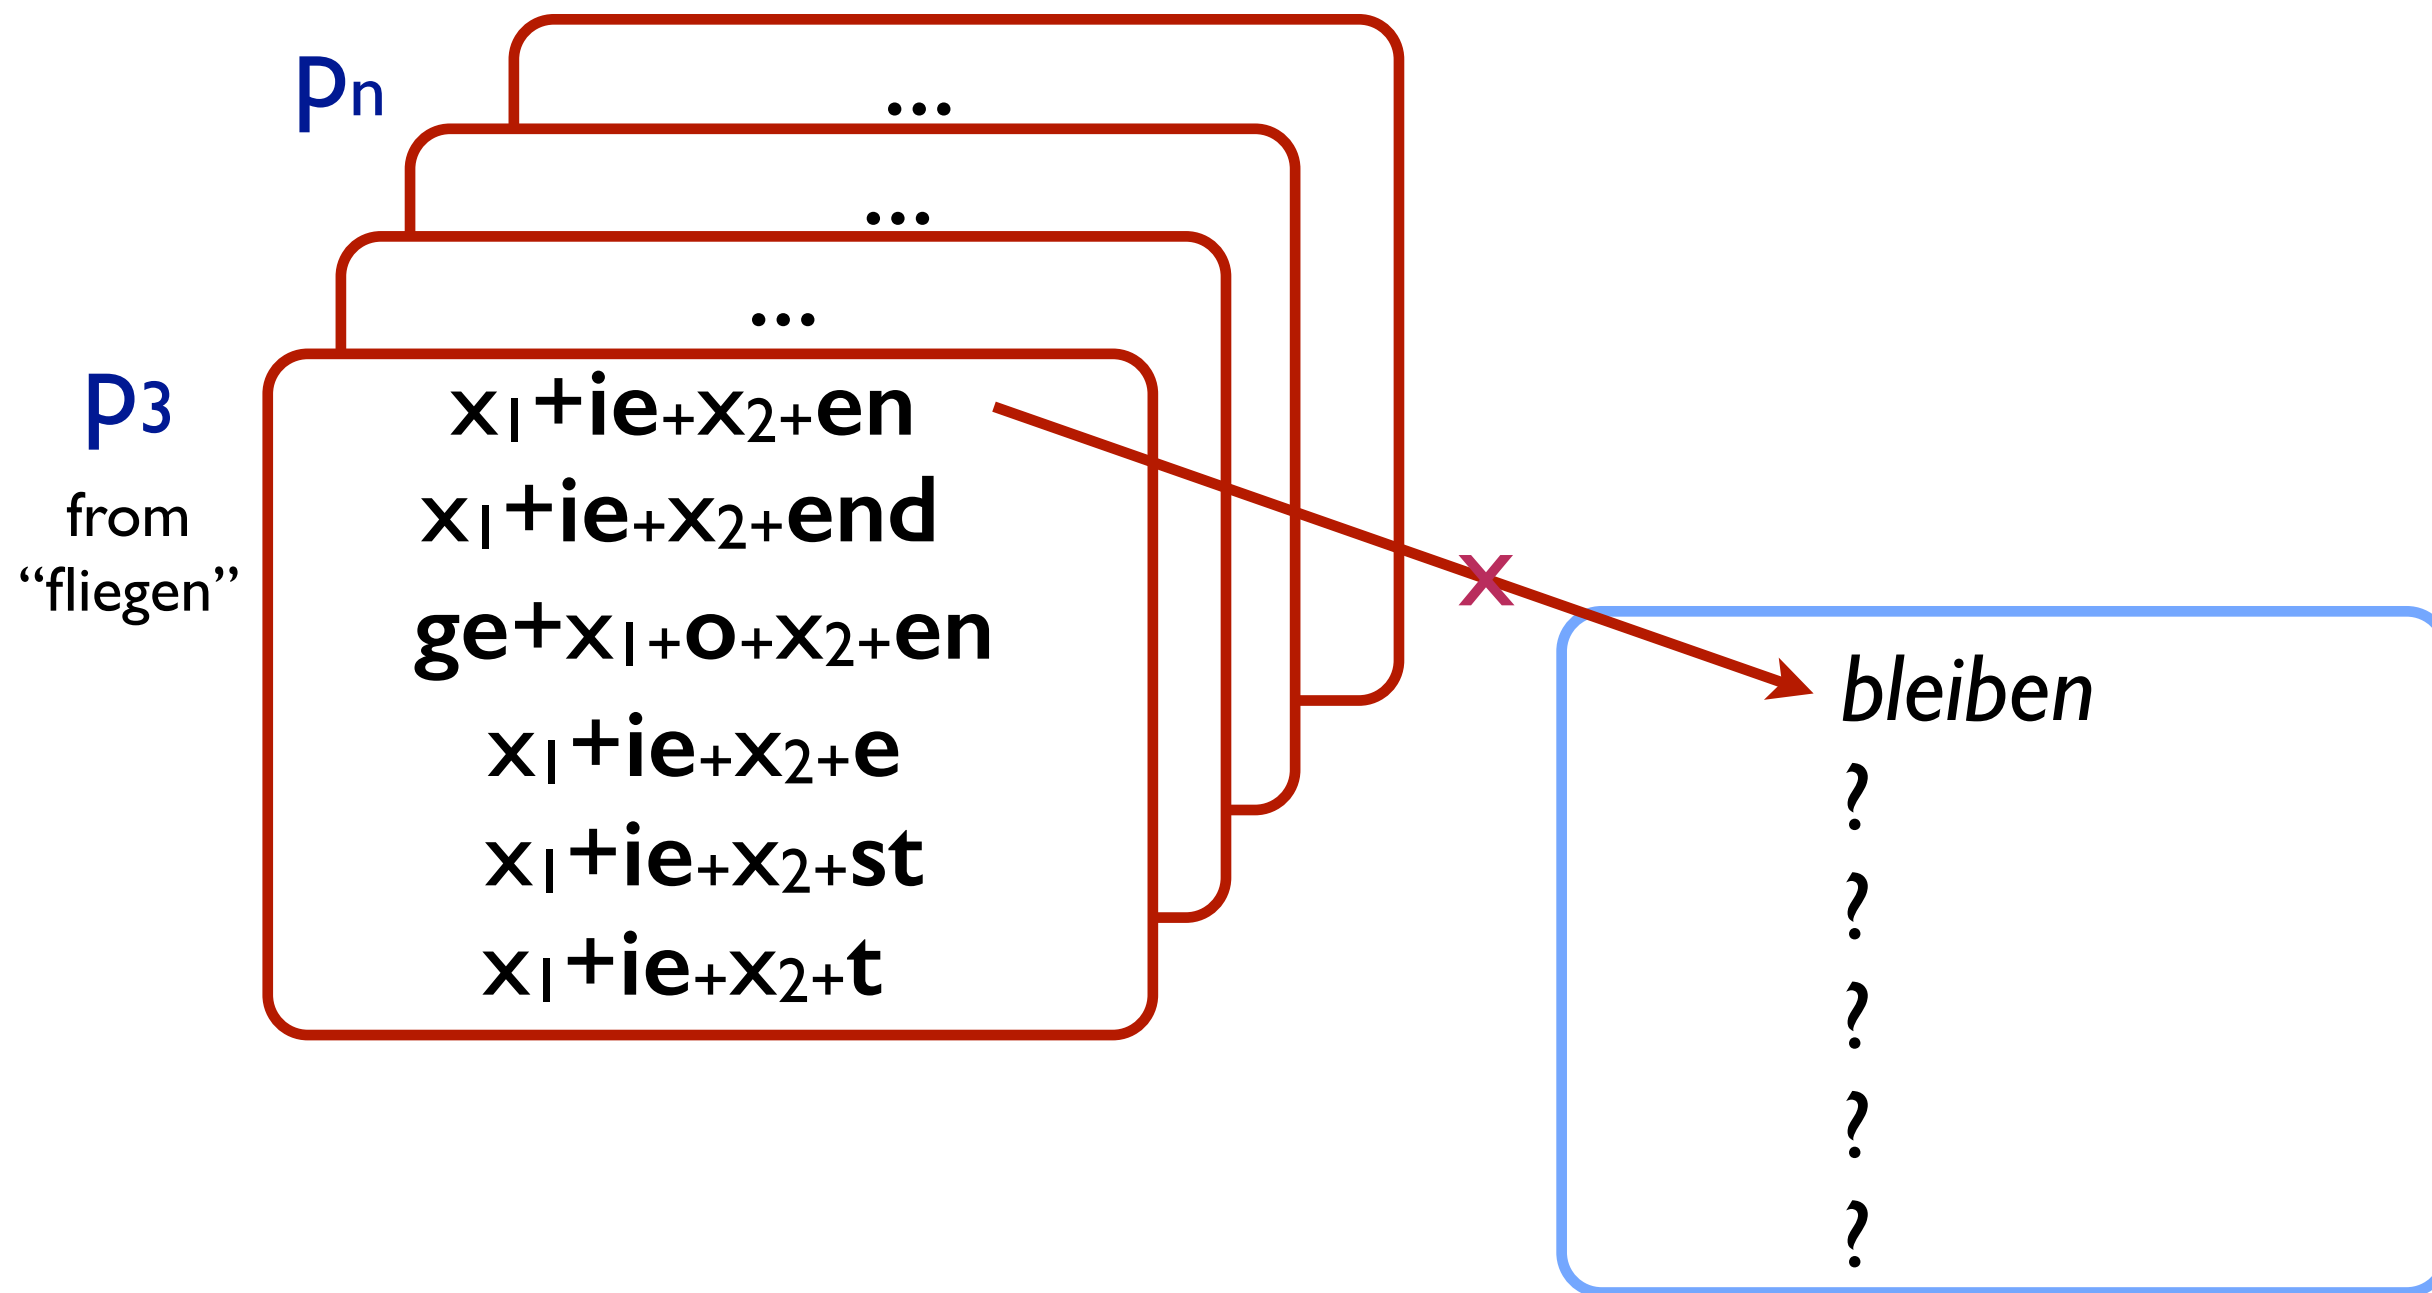 pn
...
...
...
p3
from
“fliegen”
x1+ie+x2+en
x1+ie+x2+end
ge+x1+o+x2+en
x1+ie+x2+e
x1+ie+x2+st
x1+ie+x2+t
x
bleiben
?
?
?
?
?